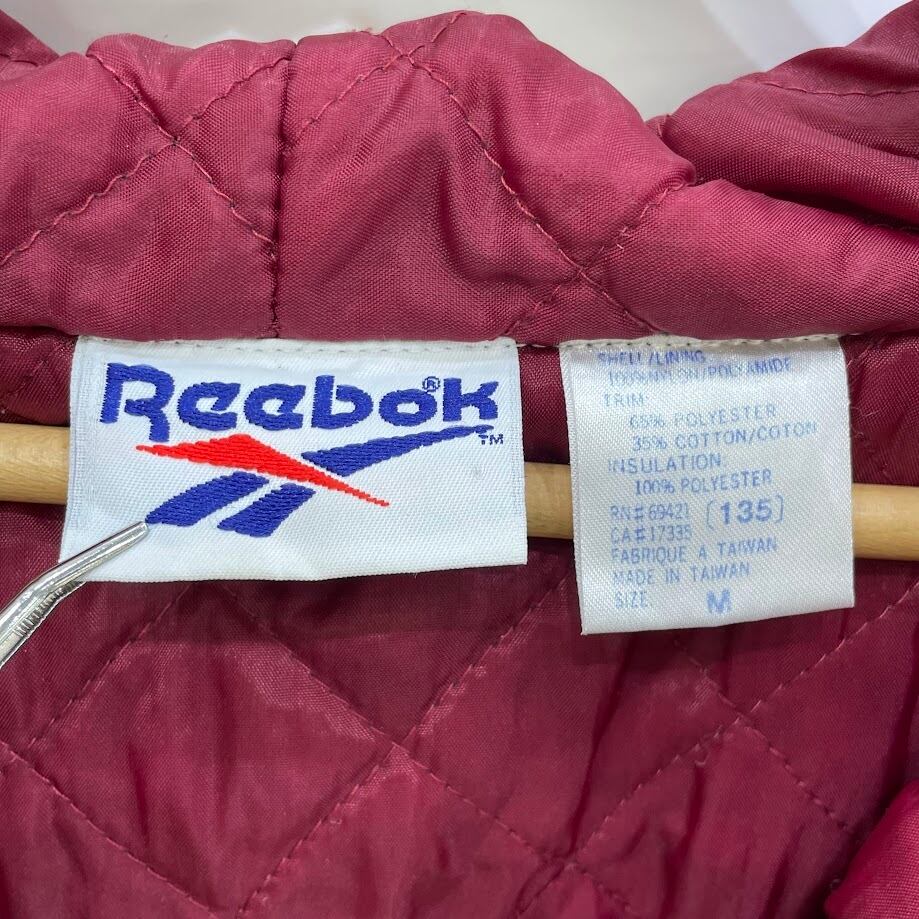 Reebok®
TM
SHELL/LINING
100% NYLON/POLYAMIDE
TRIM:
65% POLYESTER
35% COTTON/COTON
INSULATION:
100% POLYESTER
RN#69421 (135)
CA#17335
FABRIQUE A TAIWAN
MADE IN TAIWAN
SIZE: M